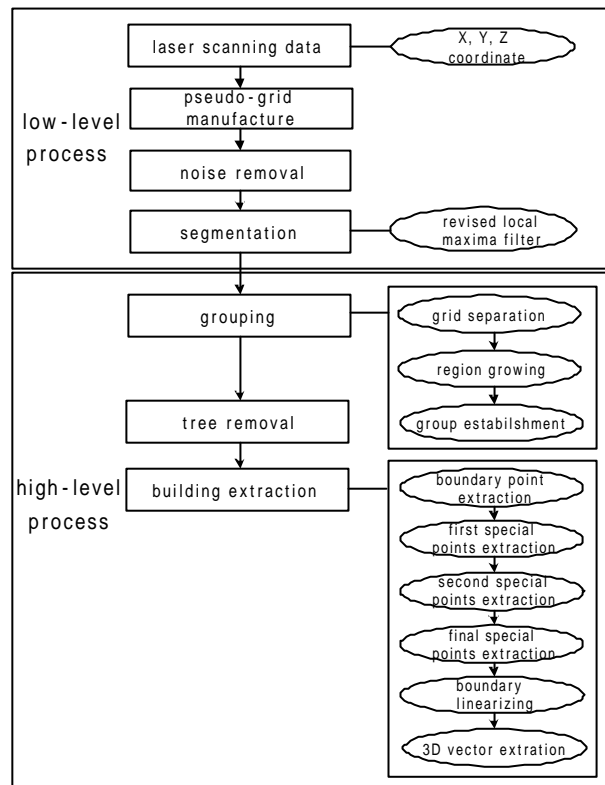 laser scanning data
X, Y, Z
coordinate
pseudo-grid
manufacture
low-level
process
noise removal
segmentation
revised local
maxima filter
grouping
grid separation
region growing
group estabilshment
tree removal
high-level
process
building extraction
boundary point
extraction
first special
points extraction
second special
points extraction
final special
points extraction
boundary
linearizing
3D vector extration